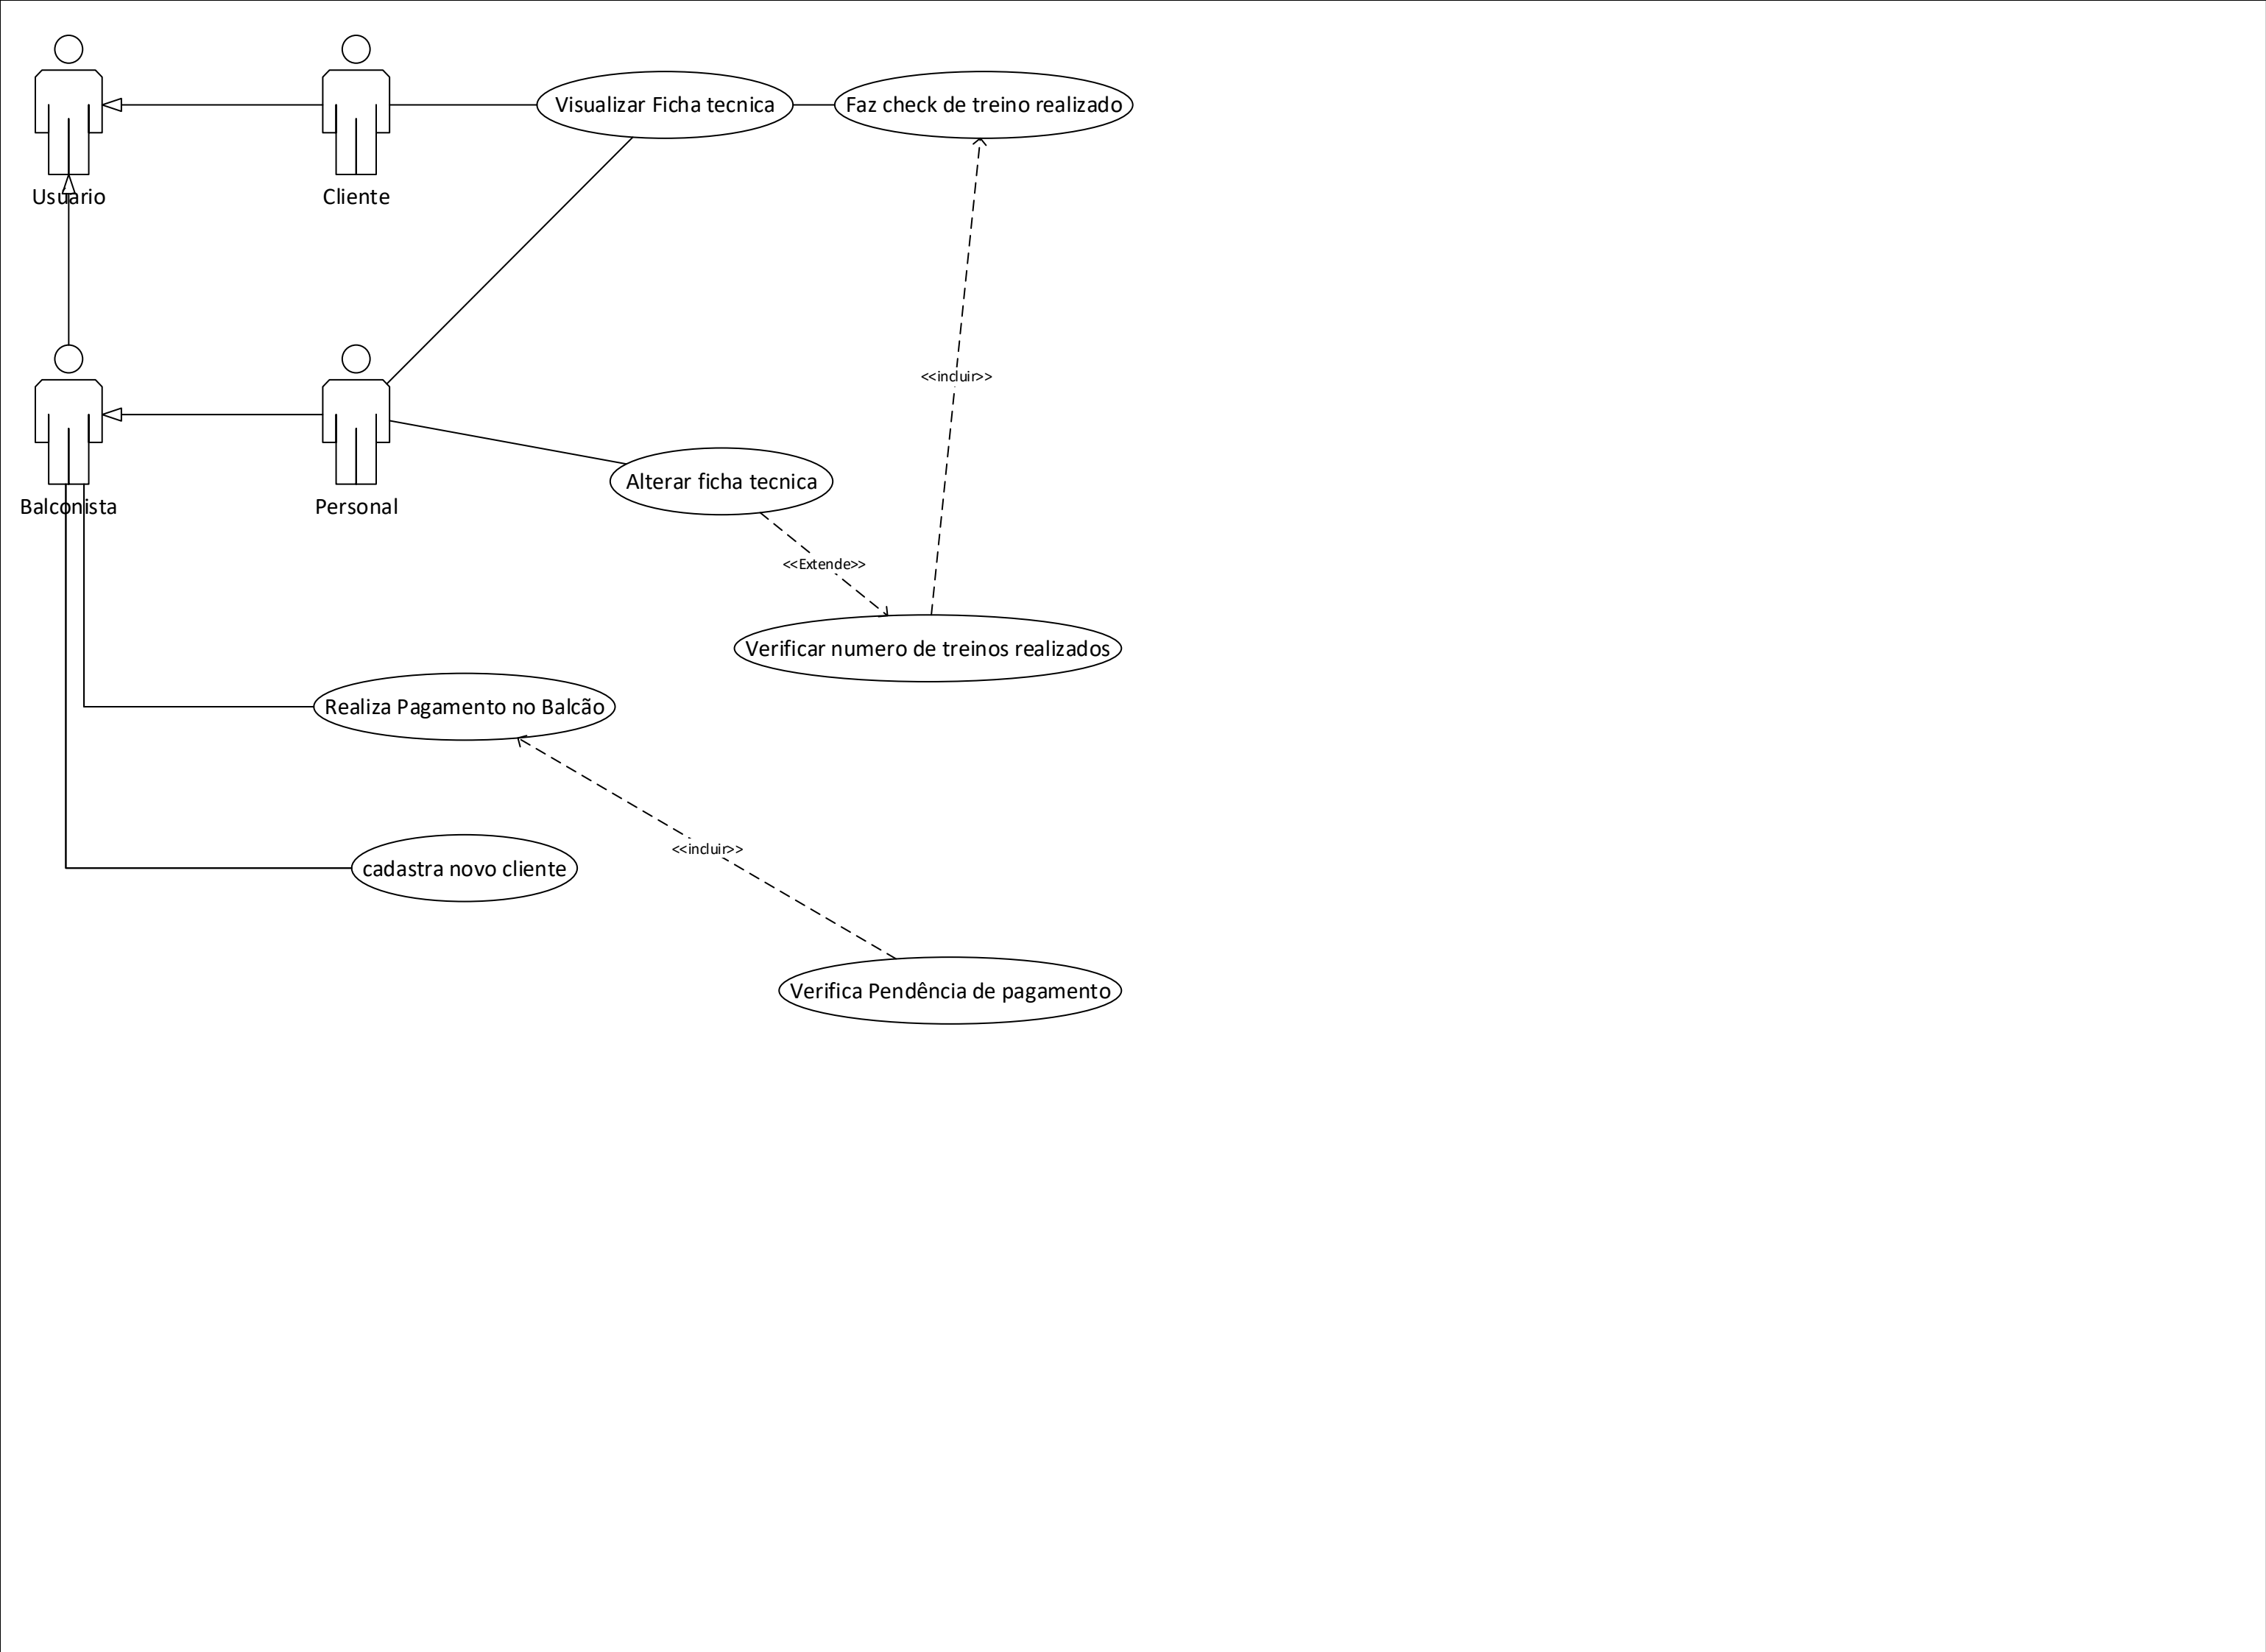 Visualizar Ficha tecnica
Faz check de treino realizado
Usuario
Cliente
<<incluir>>
Alterar ficha tecnica
Balconista
Personal
<<Extende>>
Verificar numero de treinos realizados
Realiza Pagamento no Balcão
<<incluir>>
cadastra novo cliente
Verifica Pendência de pagamento